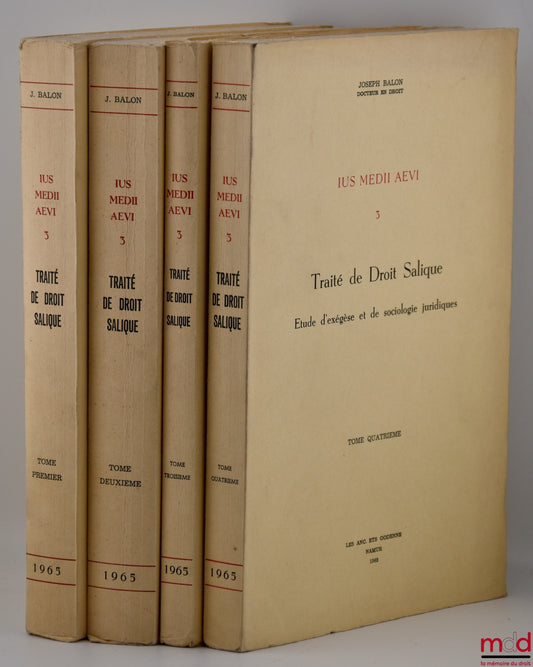 J. BALON
IUS
MEDII
AEVI
3
TRAITÉ
DE DROIT
SALIQUE
TOME
PREMIER
1965
J. BALON
IUS
MEDII
AEVI
3
TRAITÉ
DE DROIT
SALIQUE
TOME
DEUXIEME
1965
J. BALON
IUS
MEDII
AEVI
3
TRAITÉ
DE DROIT
SALIQUE
TOME
TROISIEME
1965
J. BALON
IUS
MEDII
AEVI
3
TRAITÉ
DE DROIT
SALIQUE
TOME
QUATRIEME
1965
JOSEPH BALON
DOCTEUR EN DROIT
IUS MEDII AEVI
3
Traité de Droit Salique
Etude d'exégèse et de sociologie juridiques
TOME QUATRIEME
LES ANC. ETS GODENNE
NAMUR
1965
mdd
la mémoire du droit